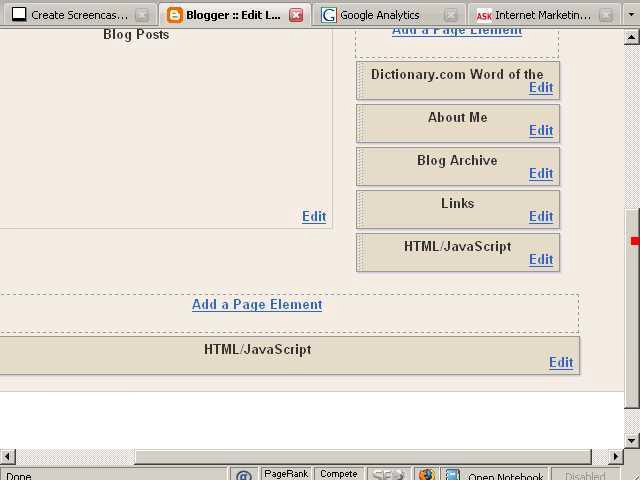 Create Screencas...
Blogger :: Edit L...
Google Analytics
Internet Marketin...
Blog Posts
Add a Page Element
Dictionary.com Word of the
Edit
About Me
Edit
Blog Archive
Edit
Links
Edit
Edit
HTML/JavaScript
Edit
Add a Page Element
HTML/JavaScript
Edit
Done
PageRank
Compete
Open Notebook
Disabled